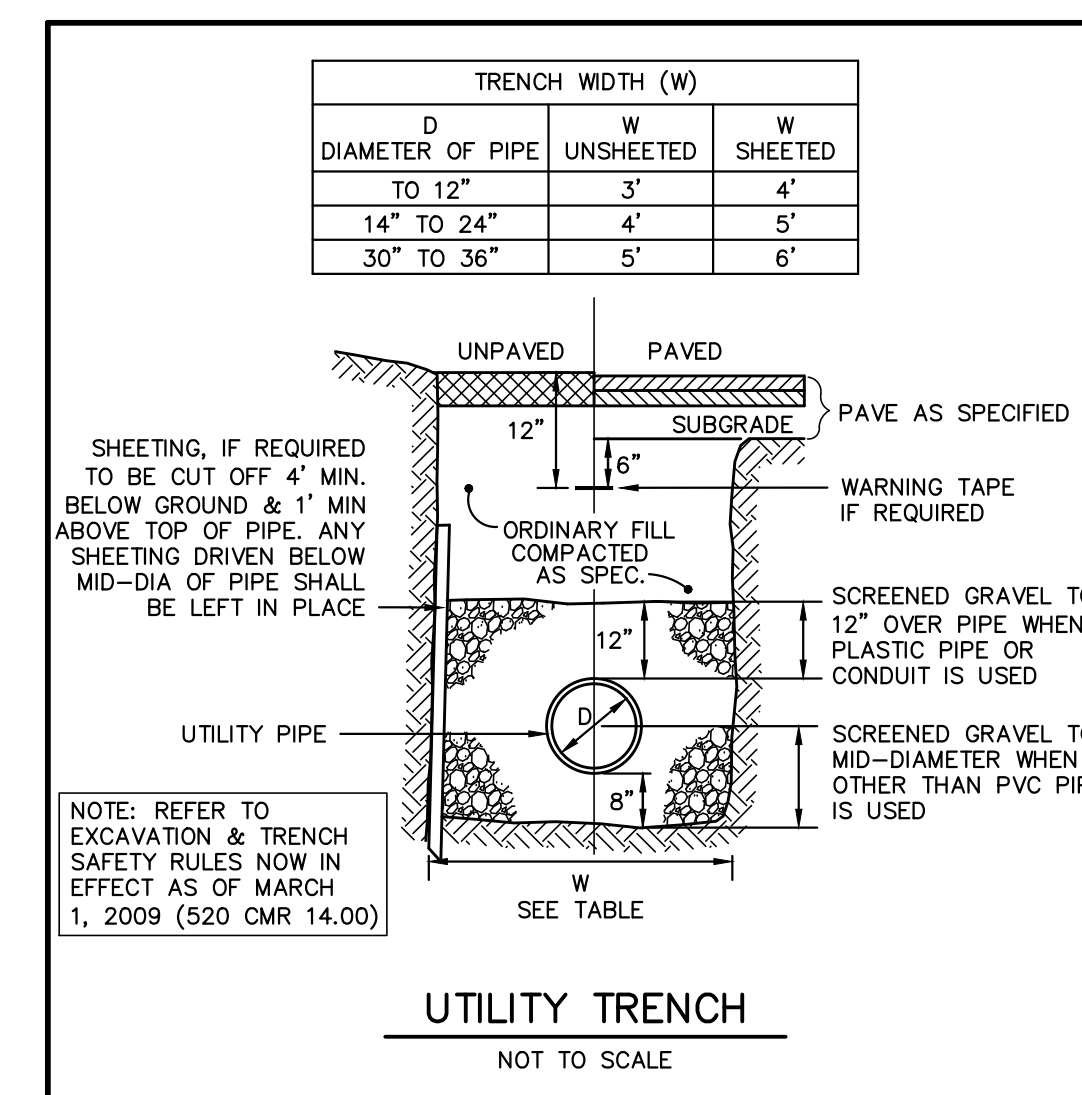 TRENCH WIDTH (W)
D
DIAMETER OF PIPE
W
UNSHEETED
W
SHEETED
TO 12"
3'
4'
14" TO 24"
4'
5'
30" TO 36"
5'
6'
UNPAVED
PAVED
12"
SUBGRADE
6"
PAVE AS SPECIFIED
SHEETING, IF REQUIRED
TO BE CUT OFF 4' MIN.
BELOW GROUND & 1' MIN
ABOVE TOP OF PIPE. ANY
SHEETING DRIVEN BELOW
MID-DIA OF PIPE SHALL
BE LEFT IN PLACE
WARNING TAPE
IF REQUIRED
ORDINARY FILL
COMPACTED
AS SPEC.
SCREENED GRAVEL
12" OVER PIPE WHEN
PLASTIC PIPE OR
CONDUIT IS USED
12"
D
UTILITY PIPE
8"
SCREENED GRAVEL
MID-DIAMETER WHEN
OTHER THAN PVC
IS USED
NOTE: REFER TO
EXCAVATION & TRENCH
SAFETY RULES NOW IN
EFFECT AS OF MARCH
1, 2009 (520 CMR 14.00)
W
SEE TABLE
UTILITY TRENCH
NOT TO SCALE